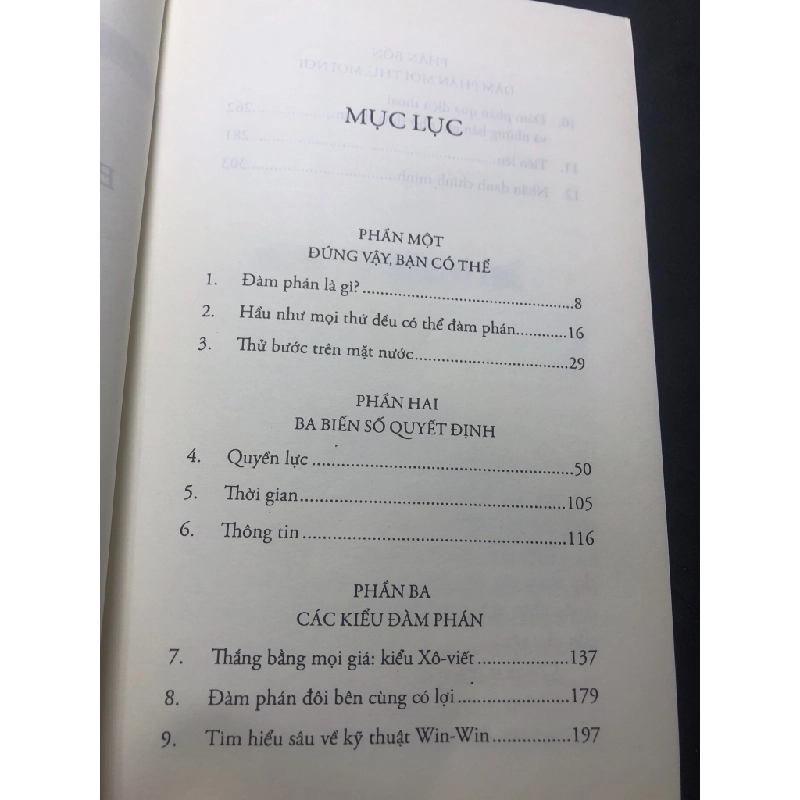 MỤC LỤC
PHẦN MỘT
ĐÚNG VẬY, BẠN CÓ THỂ
1. Đàm phán là gì?........8
2. Hầu như mọi thứ đều có thể đàm phán........16
3. Thử bước trên mặt nước........29
PHẦN HAI
BA BIẾN SỐ QUYẾT ĐỊNH
4. Quyền lực........50
5. Thời gian........105
6. Thông tin........116
PHẦN BA
CÁC KIỂU ĐÀM PHÁN
7. Thắng bằng mọi giá: kiểu Xô-viết........137
8. Đàm phán đôi bên cùng có lợi........179
9. Tìm hiểu sâu về kỹ thuật Win-Win........197